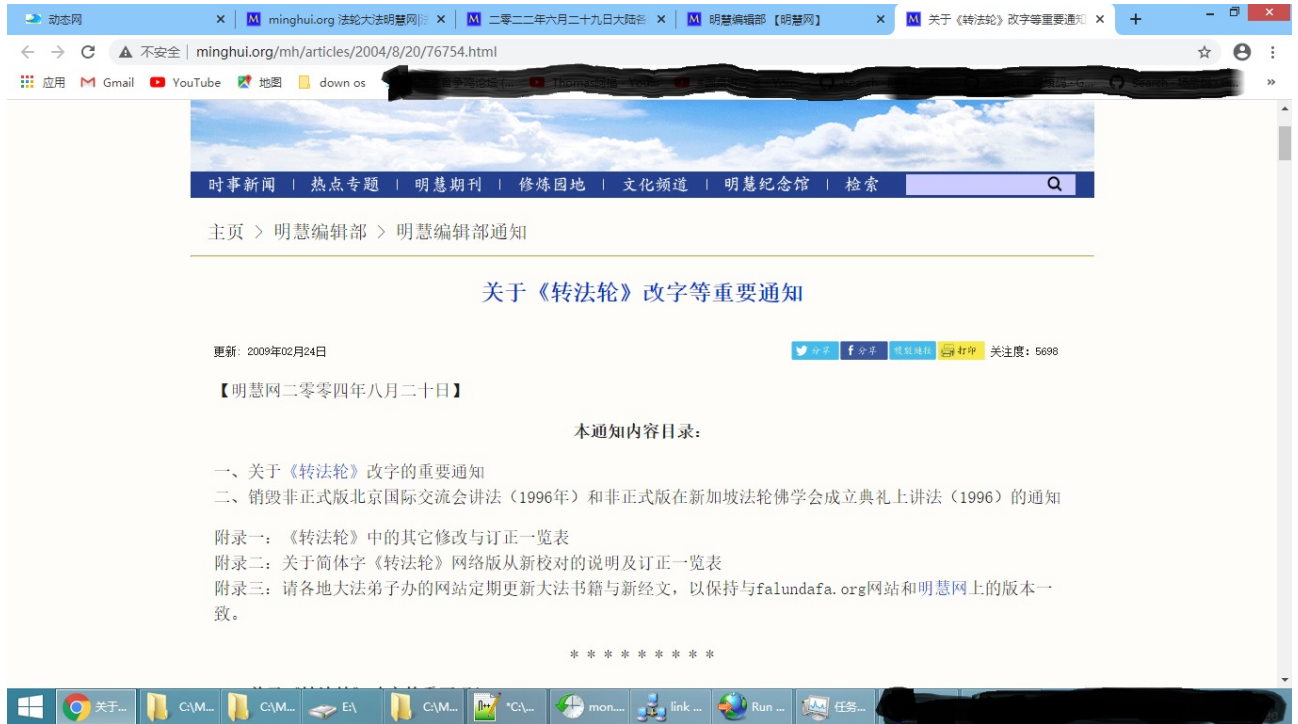 动态网
minghui.org 法轮大法明慧网
二零二二年六月二十九日大陆各
明慧编辑部 【明慧网】
关于《转法轮》改字等重要通知
不安全 | minghui.org/mh/articles/2004/8/20/76754.html
应用 Gmail YouTube 地图 down os
时事新闻 | 热点专题 | 明慧期刊 | 修炼园地 | 文化频道 | 明慧纪念馆 | 检索
主页 > 明慧编辑部 > 明慧编辑部通知
关于《转法轮》改字等重要通知
更新: 2009年02月24日
分享 分享 打印 关注度: 5698
【明慧网二零零四年八月二十日】
本通知内容目录:
一、关于《转法轮》改字的重要通知
二、销毁非正式版北京国际交流会讲法（1996年）和非正式版在新加坡法轮佛学会成立典礼上讲法（1996）的通知
附录一: 《转法轮》中的其它修改与订正一览表
附录二: 关于简体字《转法轮》网络版从新校对的说明及订正一览表
附录三: 请各地大法弟子办的网站定期更新大法书籍与新经文，以保持与falundafa.org网站和明慧网上的版本一
致。
* * * * * * * * *
关于... C:\M... C:\M... E:\ C:\M... *C:\... mon.... link ... Run ... 任务...